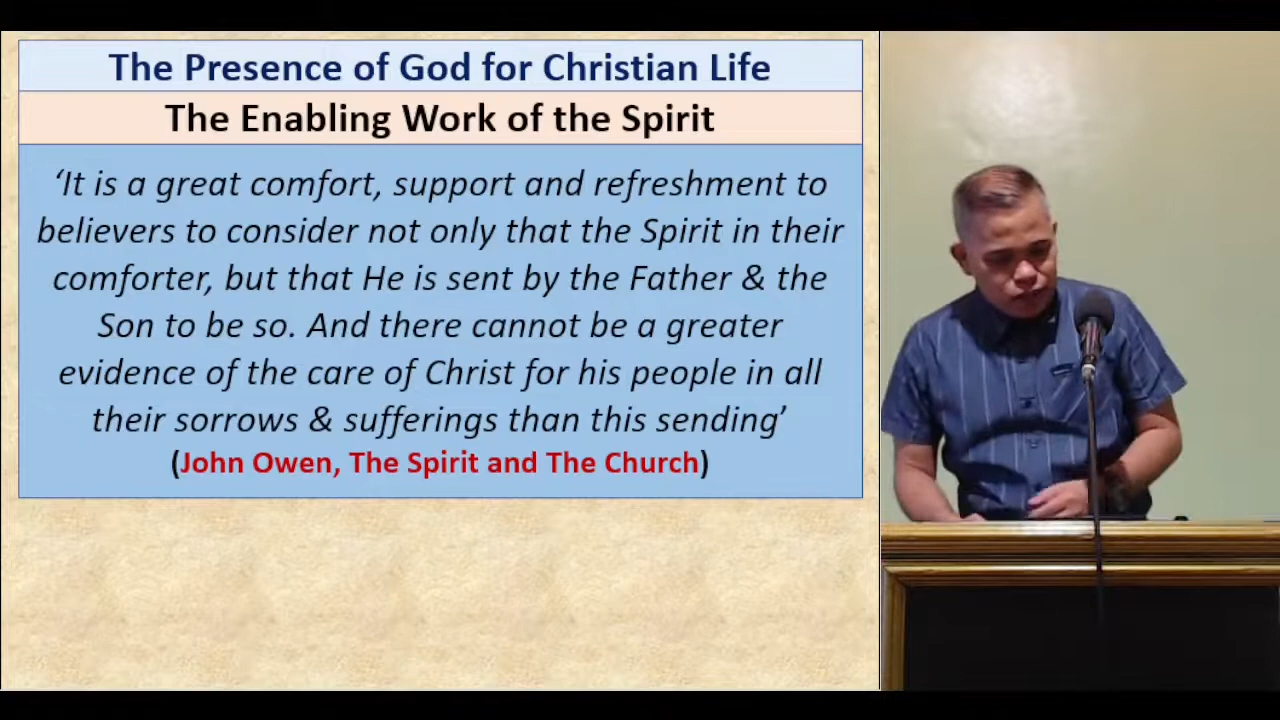 The Presence of God for Christian Life
The Enabling Work of the Spirit
‘It is a great comfort, support and refreshment to
believers to consider not only that the Spirit in their
comforter, but that He is sent by the Father & the
Son to be so. And there cannot be a greater
evidence of the care of Christ for his people in all
their sorrows & sufferings than this sending’
(John Owen, The Spirit and The Church)